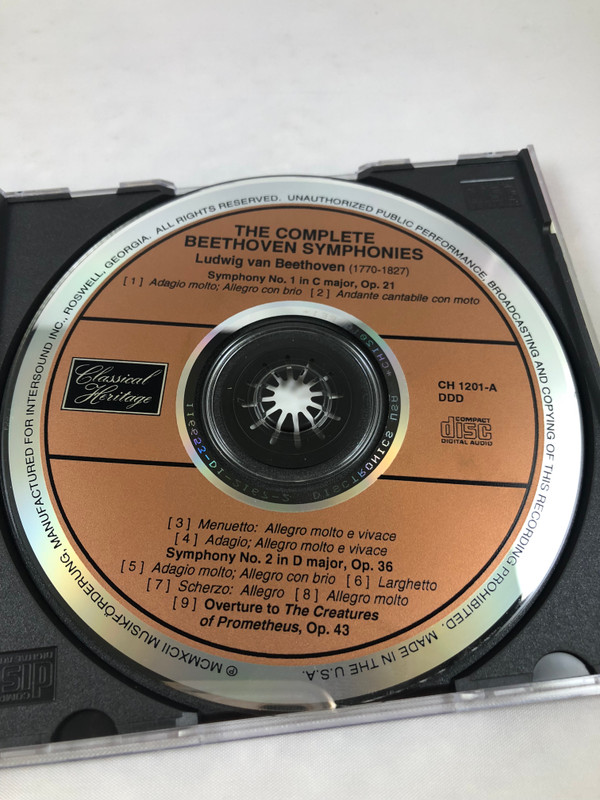 THE COMPLETE
BEETHOVEN SYMPHONIES
Ludwig van Beethoven (1770-1827)
Symphony No. 1 in C major, Op. 21
[1] Adagio molto; Allegro con brio [2] Andante cantabile con moto
Classical
Heritage
CH 1201-A
DDD
COMPACT
disc
DIGITAL AUDIO
[3] Menuetto: Allegro molto e vivace
[4] Adagio; Allegro molto e vivace
Symphony No. 2 in D major, Op. 36
[5] Adagio molto; Allegro con brio [6] Larghetto
[7] Scherzo: Allegro [8] Allegro molto
[9] Overture to The Creatures
of Prometheus, Op. 43
℗ MCMXCII MUSIKFÖRDERUNG, MANUFACTURED FOR INTERSOUND INC., ROSWELL, GEORGIA. ALL RIGHTS RESERVED. UNAUTHORIZED PUBLIC PERFORMANCE, BROADCASTING AND COPYING OF THIS RECORDING PROHIBITED. MADE IN THE U.S.A.
DISCTRONICS
disc